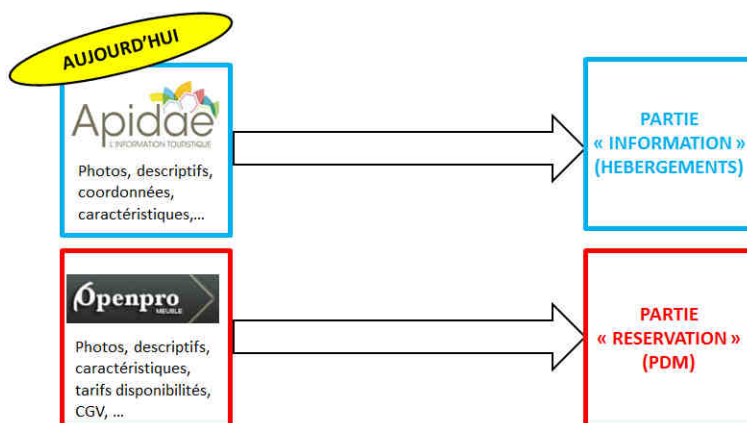 AUJOURD'HUI
Apidae
L'INFORMATION TOURISTIQUE
Photos, descriptifs,
coordonnées,
caractéristiques,...
PARTIE
« INFORMATION »
(HEBERGEMENTS)
Openpro
MEUBLE
Photos, descriptifs,
caractéristiques,
tarifs disponibilités,
CGV, ...
PARTIE
« RESERVATION »
(PDM)